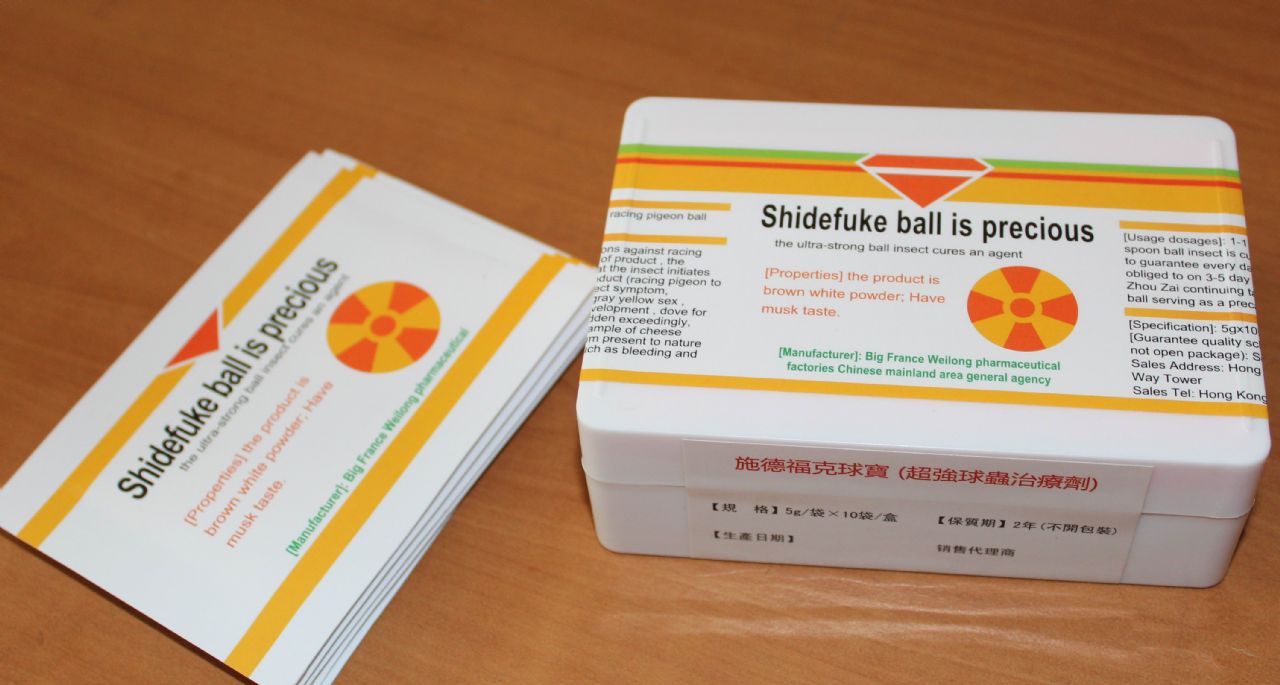 Shidefuke ball is precious
the ultra-strong ball insect cures an agent
[Properties] the product is
brown white powder; Have
musk taste.
[Manufacturer]: Big France Weilong pharmaceutical
racing pigeon ball
ons against racing
of product , the
at the insect initiates
duct (racing pigeon to
ect symptom,
gray yellow sex ,
velopment , dove for
dden exceedingly,
ample of cheese
m present to nature
ch as bleeding and
Shidefuke ball is precious
the ultra-strong ball insect cures an agent
[Properties] the product is
brown white powder; Have
musk taste.
[Manufacturer]: Big France Weilong pharmaceutical
factories Chinese mainland area general agency
[Usage dosages]: 1-1
spoon ball insect is cu
to guarantee every da
obliged to on 3-5 day
Zhou Zai continuing ta
ball serving as a prec
[Specification]: 5gx10
[Guarantee quality sc
not open package): S
Sales Address: Hong
Way Tower
Sales Tel: Hong Kong
施德福克球寶 (超強球蟲治療劑)
【規 格】5g/袋×10袋/盒
【保質期】2年(不開包裝)
【生產日期】
销售代理商